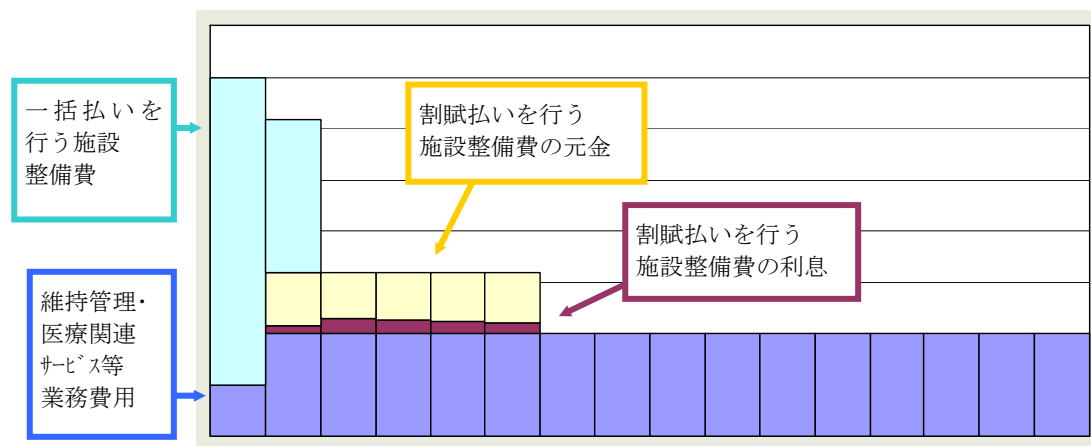 一括払いを
行う施設
整備費
割賦払いを行う
施設整備費の元金
割賦払いを行う
施設整備費の利息
維持管理・
医療関連
ｻｰﾋﾞｽ等
業務費用